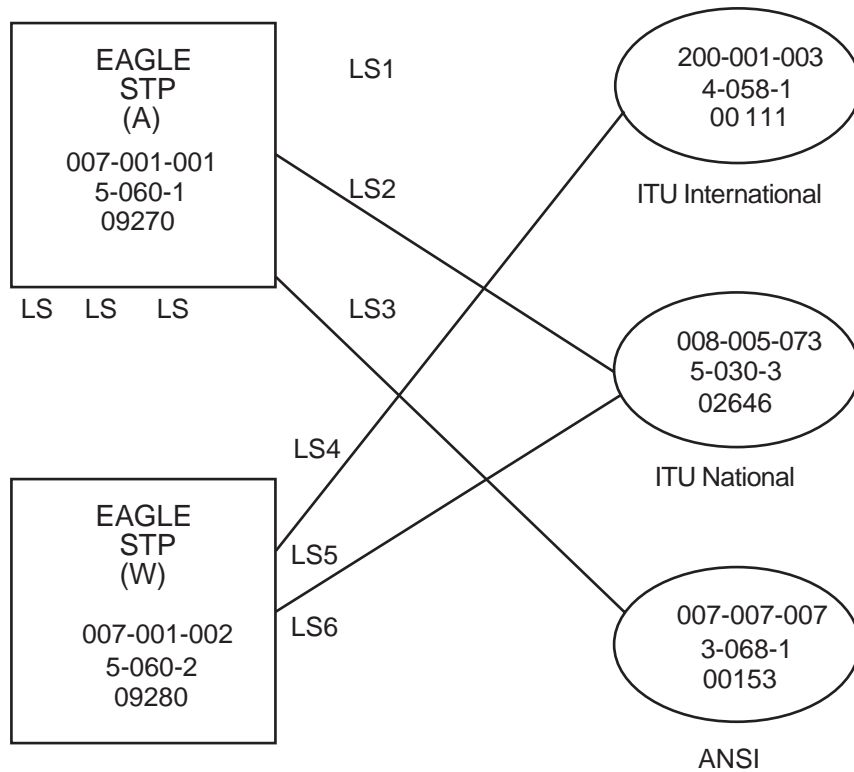 EAGLE
STP
(A)
007-001-001
5-060-1
09270
LS LS LS
LS1
LS2
LS3
LS4
LS5
LS6
EAGLE
STP
(W)
007-001-002
5-060-2
09280
200-001-003
4-058-1
00 111
ITU International
008-005-073
5-030-3
02646
ITU National
007-007-007
3-068-1
00153
ANSI